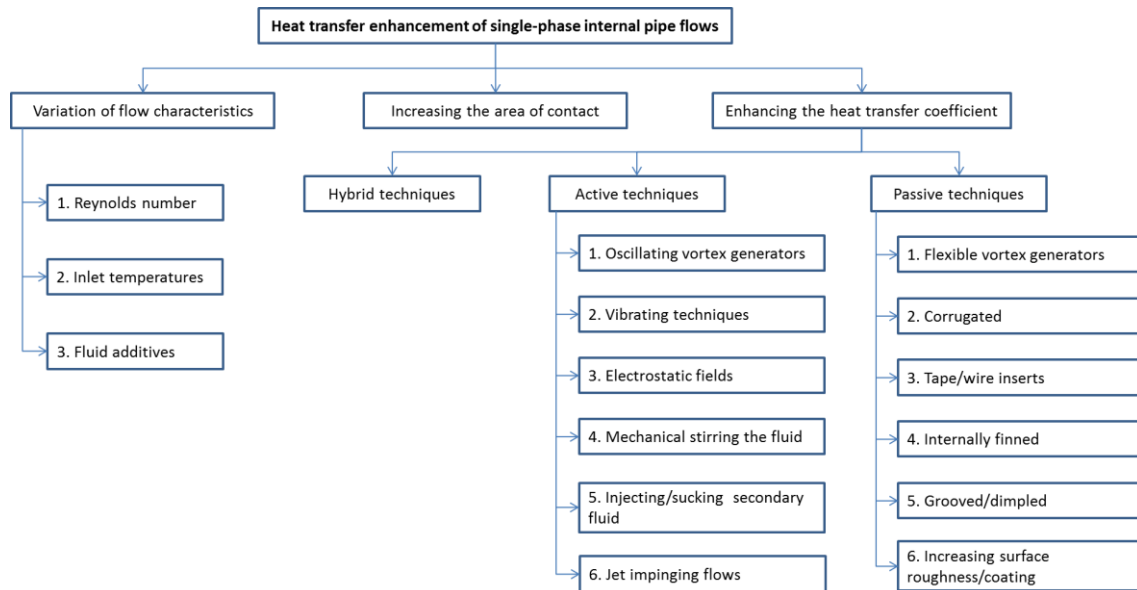 Heat transfer enhancement of single-phase internal pipe flows
Variation of flow characteristics
Increasing the area of contact
Enhancing the heat transfer coefficient
Hybrid techniques
Active techniques
Passive techniques
1. Reynolds number
2. Inlet temperatures
3. Fluid additives
1. Oscillating vortex generators
2. Vibrating techniques
3. Electrostatic fields
4. Mechanical stirring the fluid
5. Injecting/sucking secondary
fluid
6. Jet impinging flows
1. Flexible vortex generators
2. Corrugated
3. Tape/wire inserts
4. Internally finned
5. Grooved/dimpled
6. Increasing surface
roughness/coating